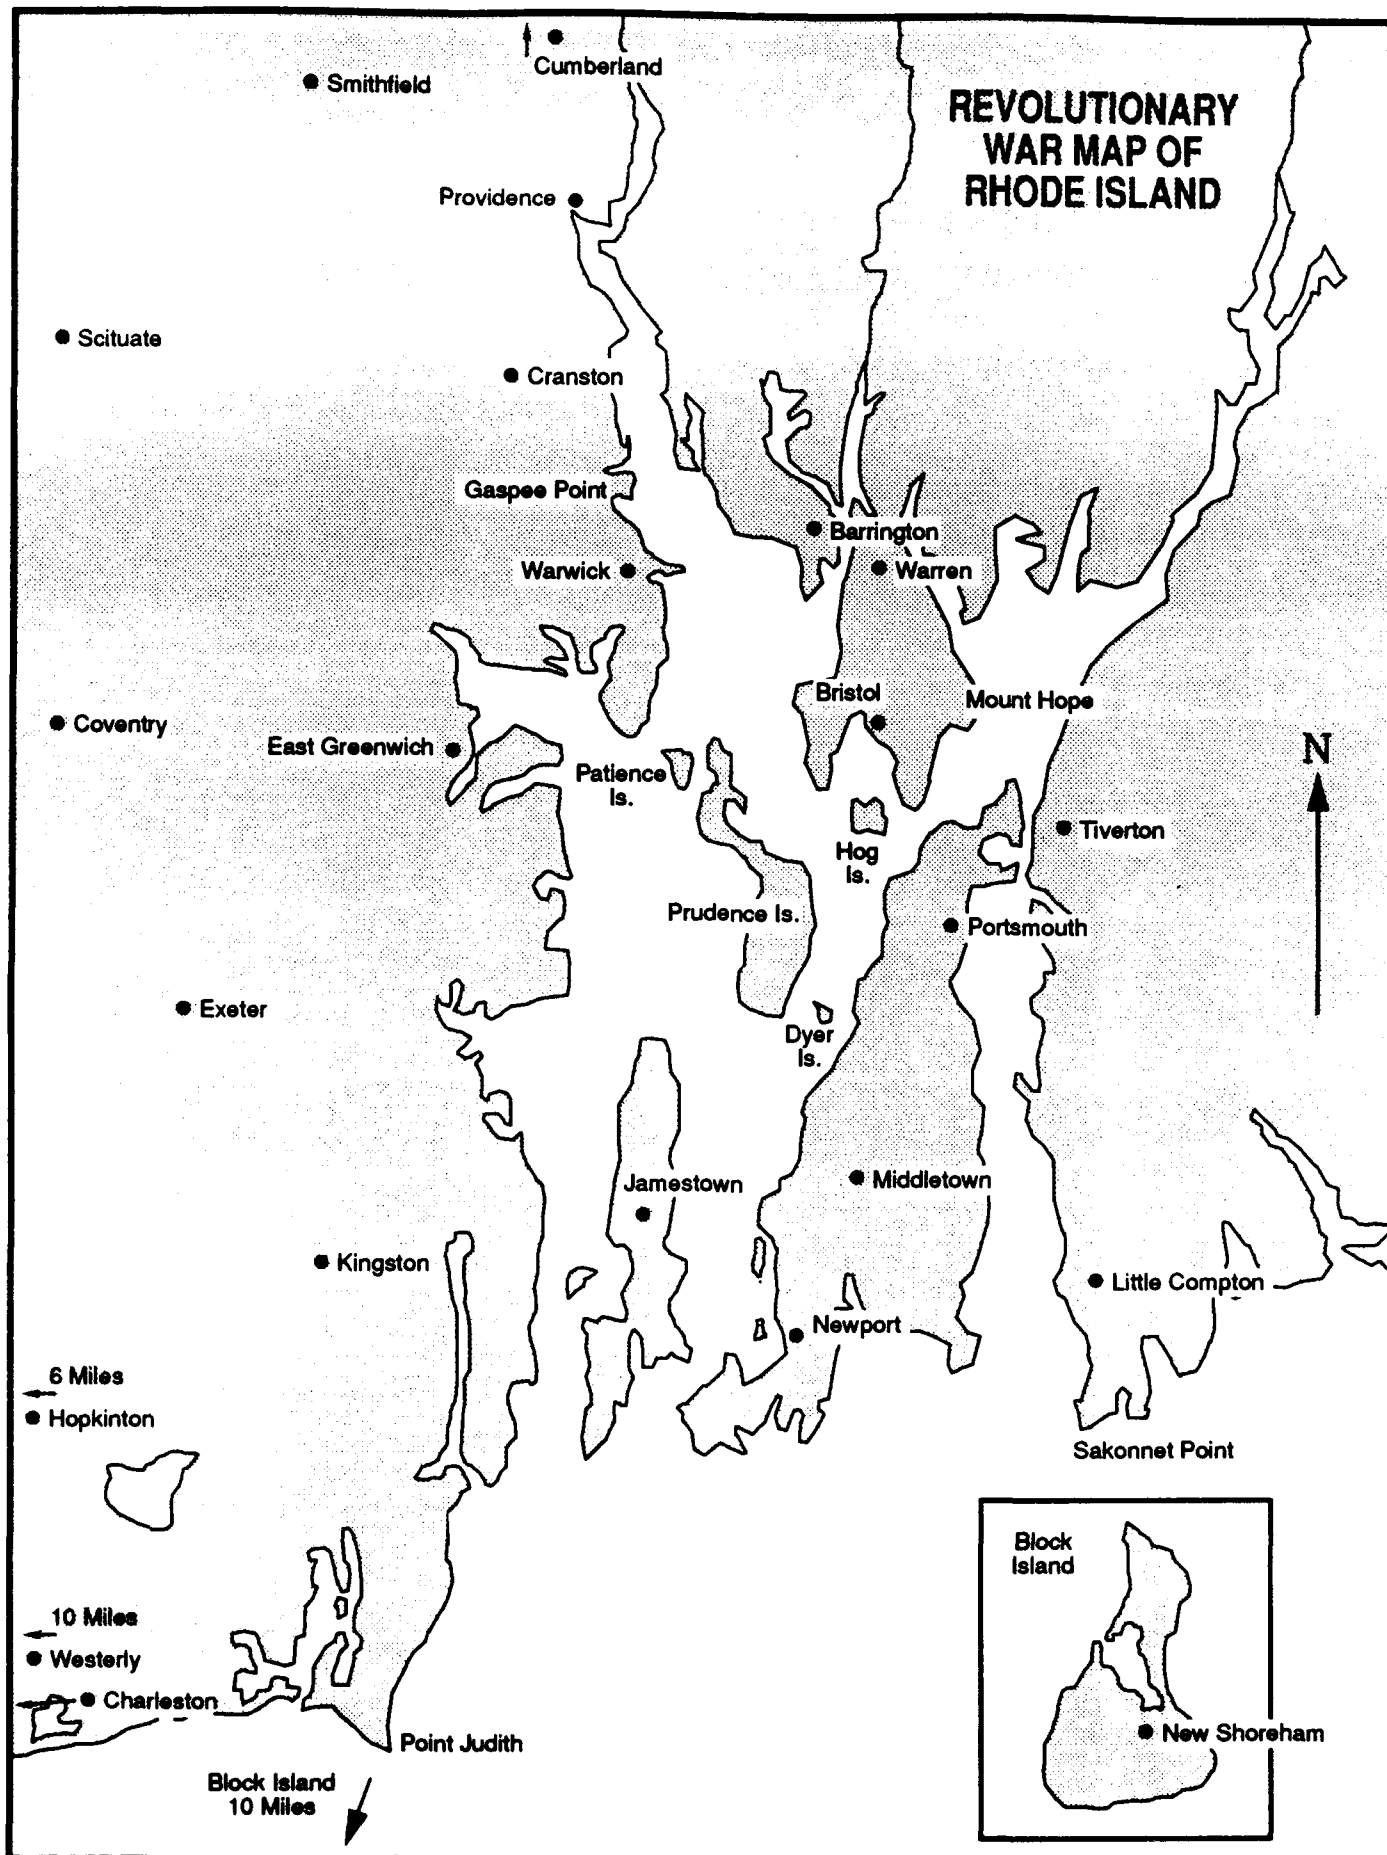 Cumberland
Smithfield
REVOLUTIONARY
WAR MAP OF
RHODE ISLAND
Providence
Scituate
Cranston
Gaspee Point
Barrington
Warwick
Warren
Bristol
Mount Hope
Coventry
East Greenwich
N
Patience
Is.
Tiverton
Hog
Is.
Prudence Is.
Portsmouth
Exeter
Dyer
Is.
Jamestown
Middletown
Kingston
Little Compton
Newport
6 Miles
Hopkinton
Sakonnet Point
Block
Island
10 Miles
Westerly
Charleston
New Shoreham
Point Judith
Block Island
10 Miles